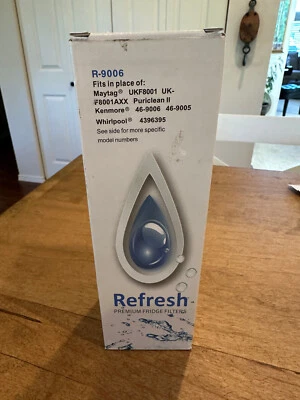 R-9006
Fits in place of:
Maytag® UKF8001 UK-
F8001AXX Puriclean II
Kenmore® 46-9006 46-9005
Whirlpool® 4396395
See side for more specific
model numbers
Refresh
PREMIUM FRIDGE FILTERS